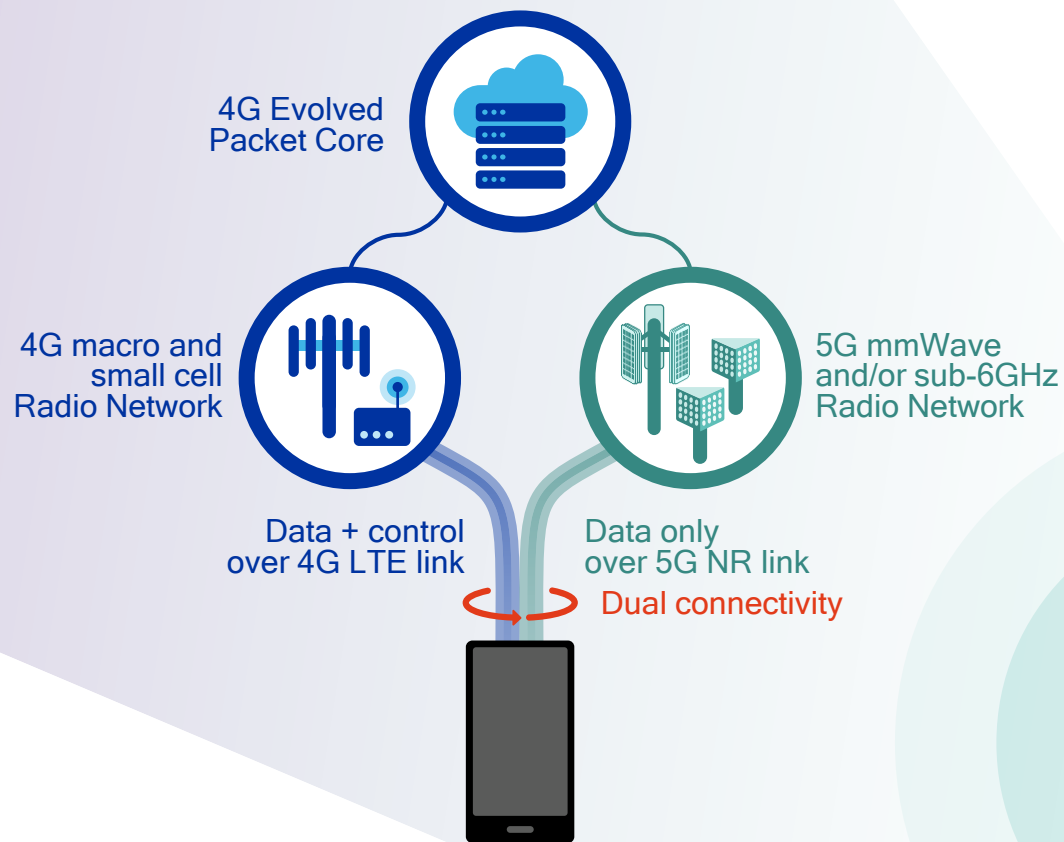 4G Evolved
Packet Core
4G macro and
small cell
Radio Network
5G mmWave
and/or sub-6GHz
Radio Network
Data + control
over 4G LTE link
Data only
over 5G NR link
Dual connectivity